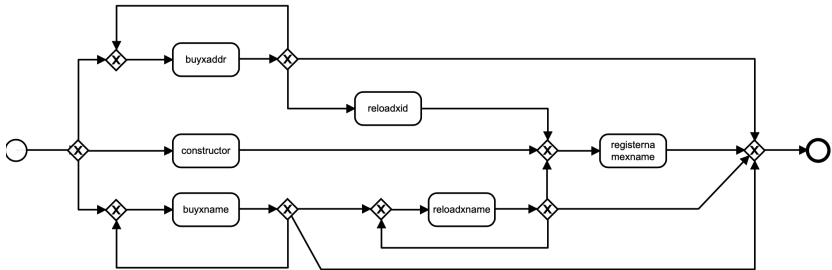 X
buyxaddr
X
reloadxid
X
constructor
X
registerna
mexname
X
X
buyxname
X
X
reloadxname
X